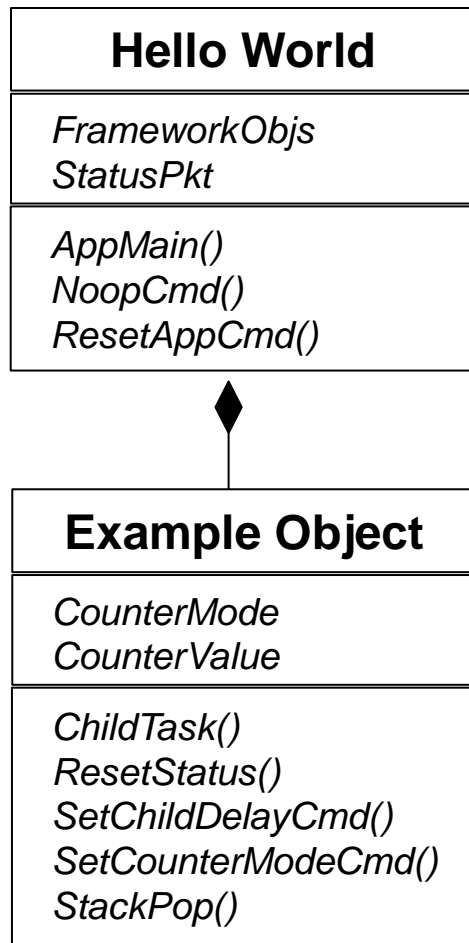 Hello World
FrameworkObjs
StatusPkt
AppMain()
NoopCmd()
ResetAppCmd()
Example Object
CounterMode
CounterValue
ChildTask()
ResetStatus()
SetChildDelayCmd()
SetCounterModeCmd()
StackPop()